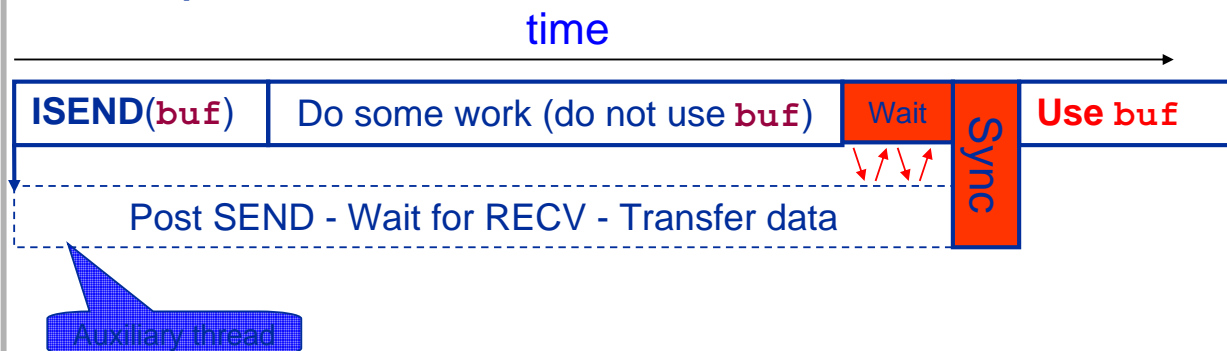 time
ISEND(buf) Do some work (do not use buf) Wait Sync Use buf
Post SEND - Wait for RECV - Transfer data
Auxiliary thread